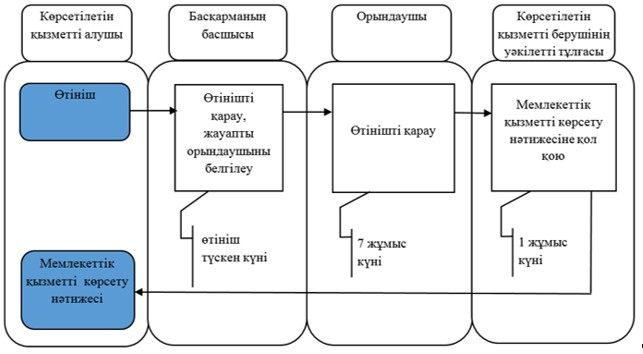 Көрсетілетін
қызметті алушы
Басқарманың
басшысы
Орындаушы
Көрсетілетін
қызметті берушінің
уәкілетті тұлғасы
Өтініш
Өтінішті
қарау,
жауапты
орындаушыны
белгілеу
Өтінішті қарау
Мемлекеттік
қызметті көрсету
нәтижесіне қол
қою
өтініш
түскен күні
7 жұмыс
күні
1 жұмыс
күні
Мемлекеттік
қызметті көрсету
нәтижесі